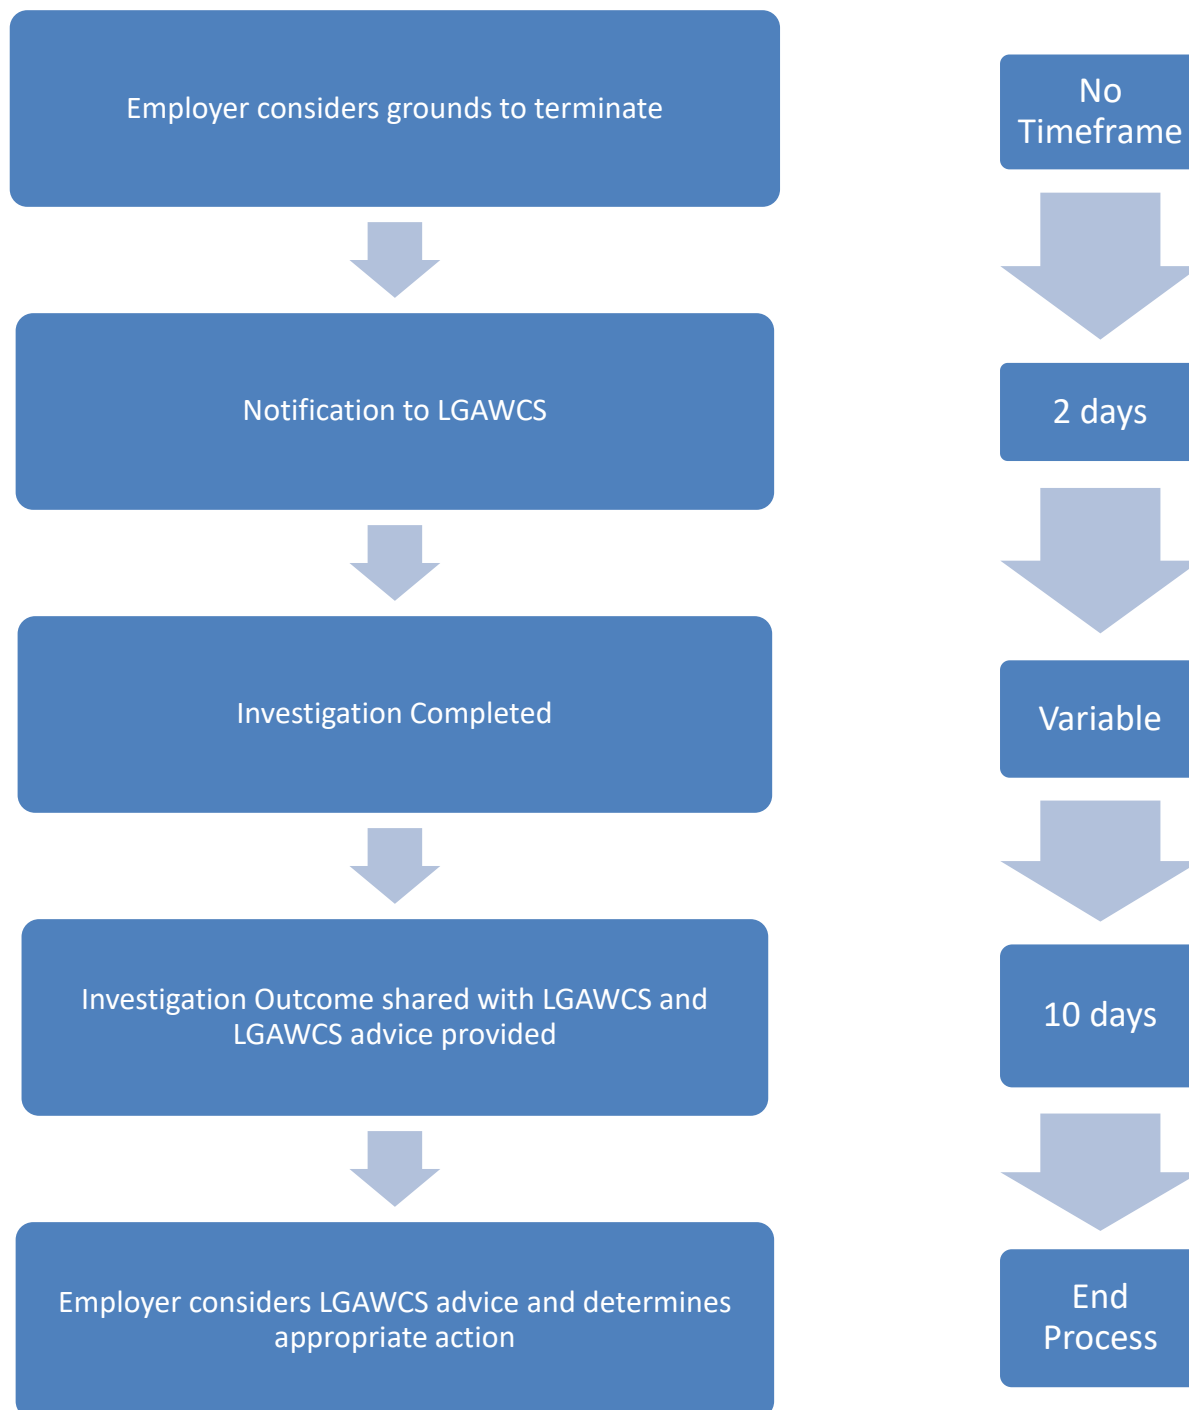 Employer considers grounds to terminate
No
Timeframe
Notification to LGAWCS
2 days
Investigation Completed
Variable
Investigation Outcome shared with LGAWCS and
LGAWCS advice provided
10 days
Employer considers LGAWCS advice and determines
appropriate action
End
Process